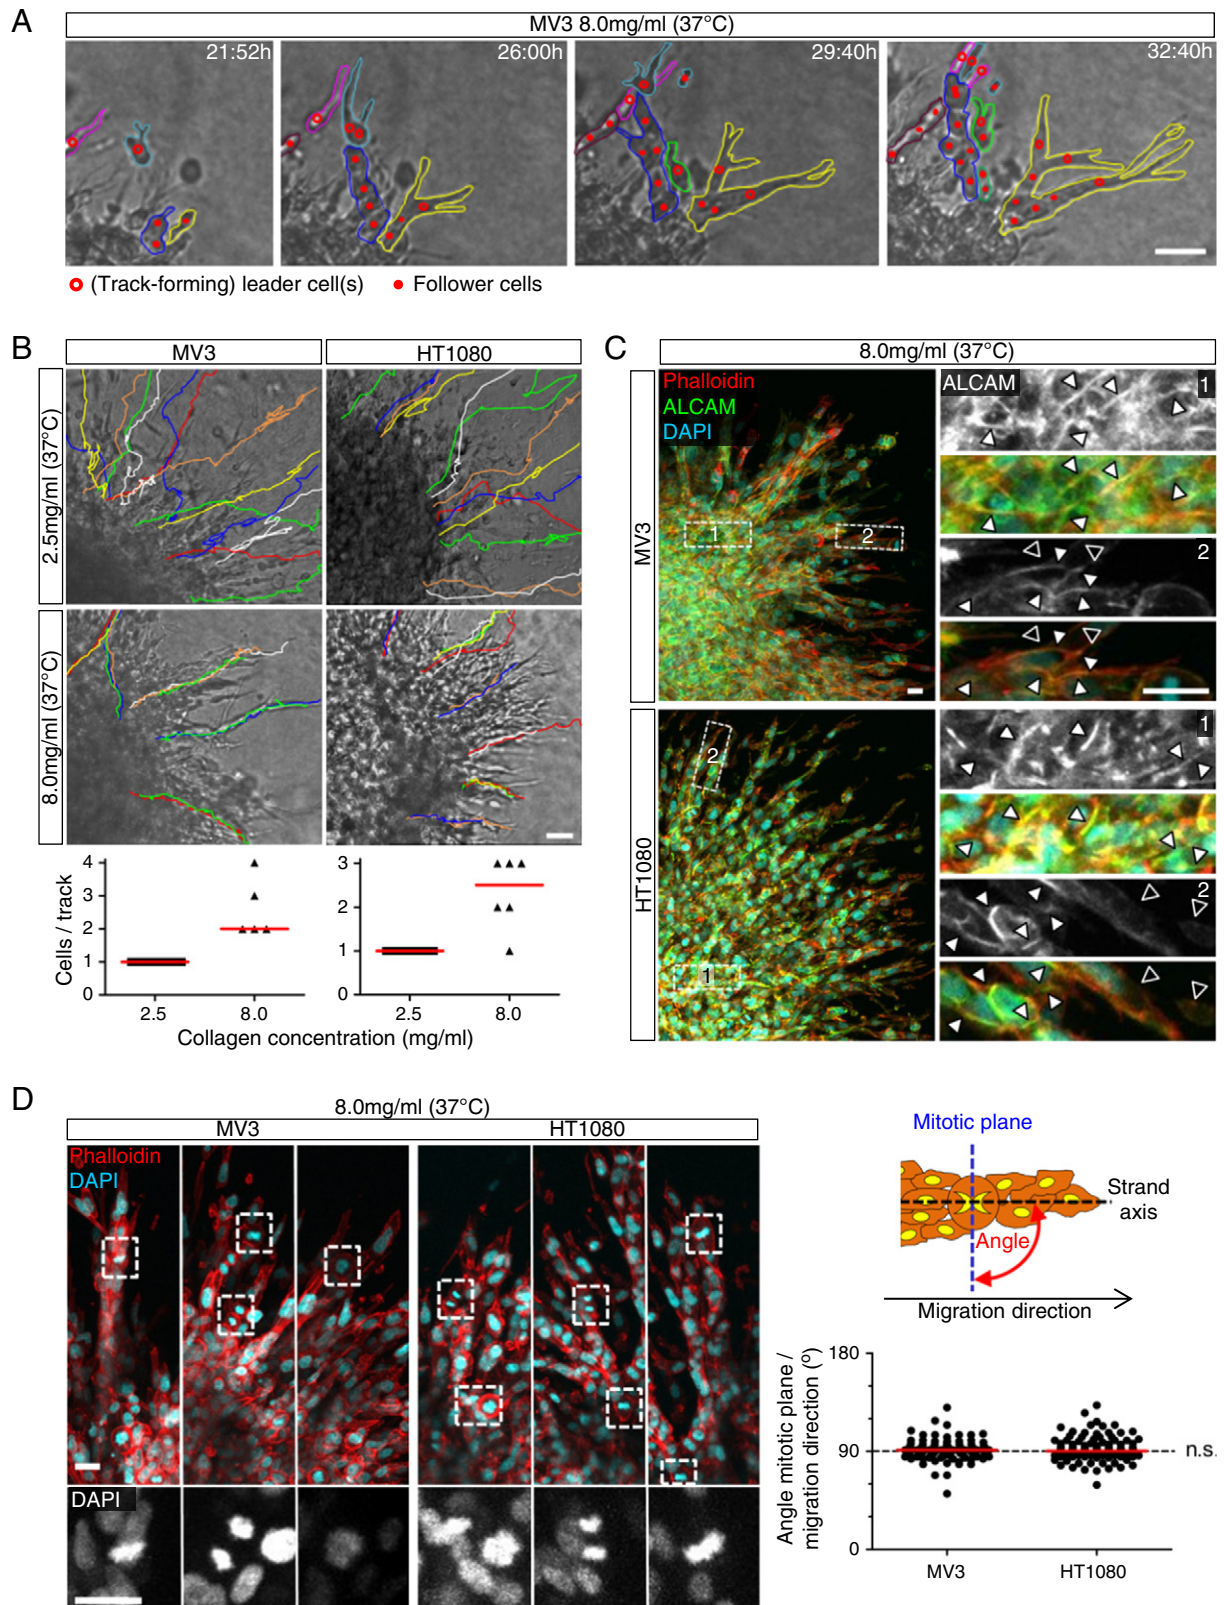 A
MV3 8.0mg/ml (37°C)
21:52h
26:00h
29:40h
32:40h
(Track-forming) leader cell(s)
Follower cells
B
MV3
HT1080
2.5mg/ml (37°C)
8.0mg/ml (37°C)
Cells / track
4
3
2
1
0
2.5
8.0
3
2
1
0
2.5
8.0
Collagen concentration (mg/ml)
C
8.0mg/ml (37°C)
MV3
Phalloidin
ALCAM
DAPI
1
2
ALCAM
1
2
HT1080
2
1
1
2
D
8.0mg/ml (37°C)
MV3
HT1080
Phalloidin
DAPI
DAPI
Mitotic plane
Strand
axis
Angle
Migration direction
Angle mitotic plane /
migration direction (º)
180
90
0
n.s.
MV3
HT1080